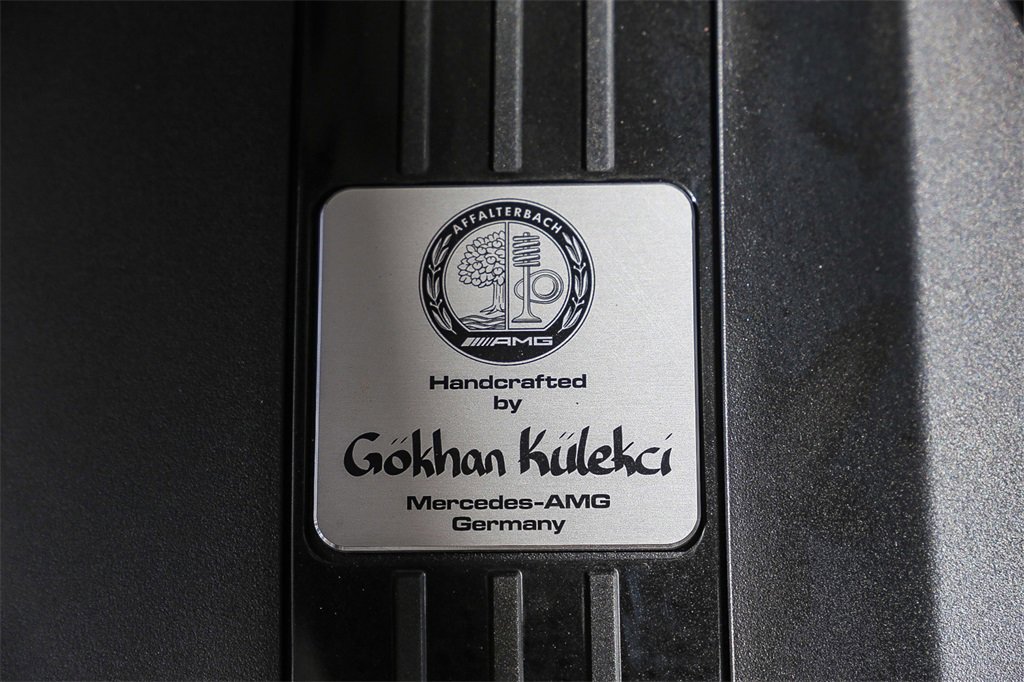 AFFALTERBACH
AMG
Handcrafted
by
Gökhan Külekci
Mercedes-AMG
Germany